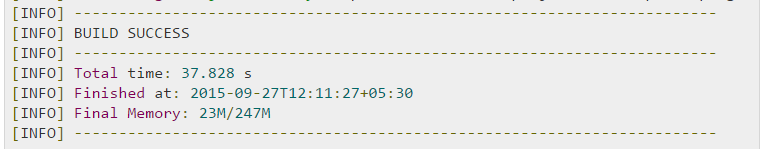 [INFO] ------------------------------------------------------------------------
[INFO] BUILD SUCCESS
[INFO] ------------------------------------------------------------------------
[INFO] Total time: 37.828 s
[INFO] Finished at: 2015-09-27T12:11:27+05:30
[INFO] Final Memory: 23M/247M
[INFO] ------------------------------------------------------------------------